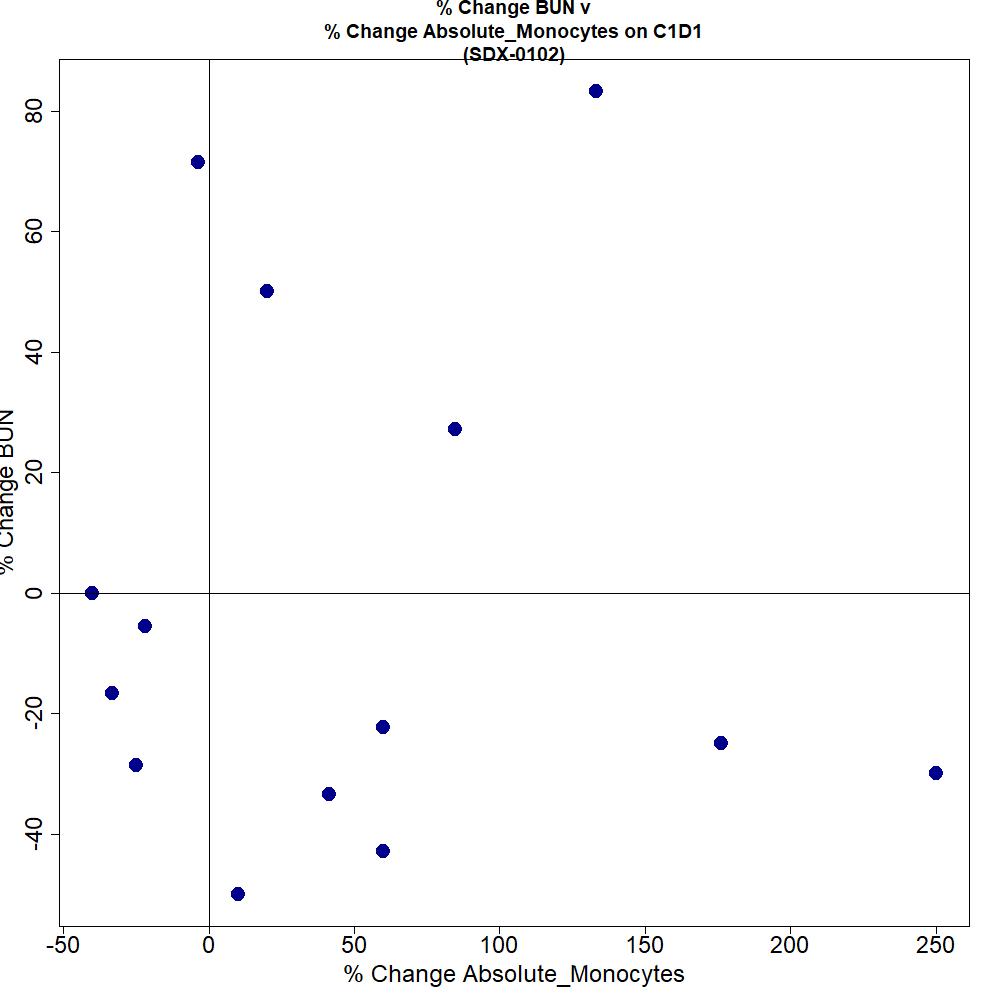 % Change BUN v
% Change Absolute_Monocytes on C1D1
(SDX-0102)
% Change BUN
80
60
40
20
0
-20
-40
-50 0 50 100 150 200 250
% Change Absolute_Monocytes